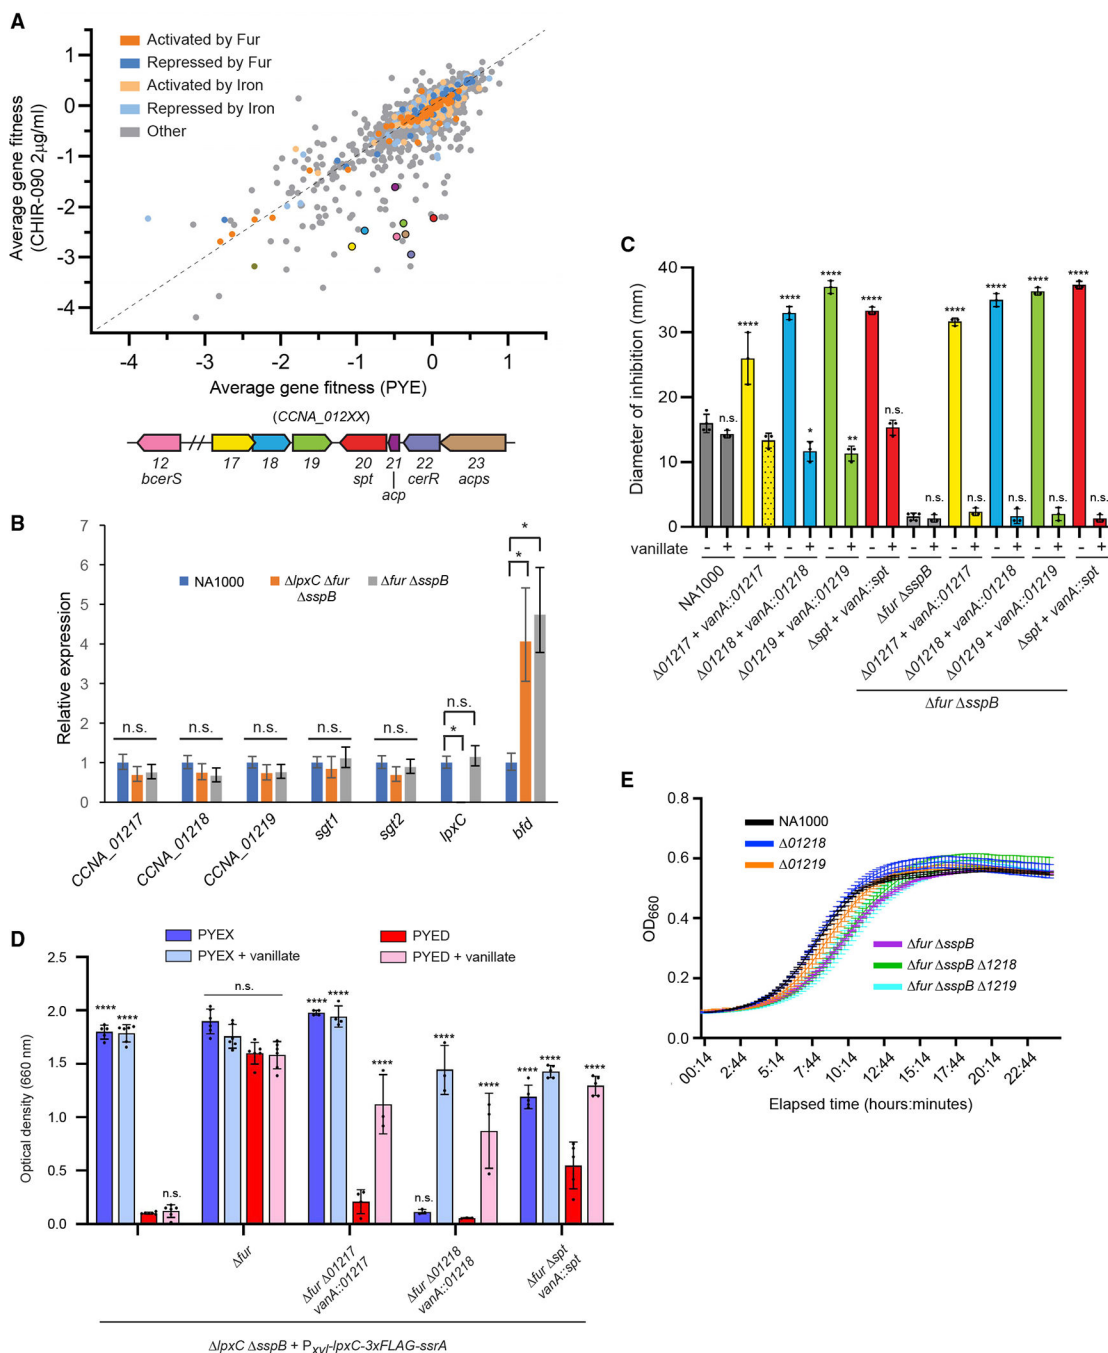 A
Activated by Fur
Repressed by Fur
Activated by Iron
Repressed by Iron
Other
Average gene fitness
(CHIR-090 2μg/ml)
1
0
-1
-2
-3
-4
-4 -3 -2 -1 0 1
Average gene fitness (PYE)
(CCNA_012XX)
12 17 18 19 20 21 22 23
bcerS spt acp cerR acps
B
Relative expression
7
6
5
4
3
2
1
0
NA1000
ΔlpxC Δfur
ΔsspB
Δfur ΔsspB
n.s. n.s. n.s. n.s. n.s. n.s. * * *
CCNA_01217
CCNA_01218
CCNA_01219
sgt1
sgt2
lpxC
bfd
C
Diameter of inhibition (mm)
40
30
20
10
0
n.s. **** **** * **** ** **** n.s. n.s. **** n.s. **** n.s. **** n.s. **** n.s.
vanillate - + - + - + - + - + - + - + - + - + - +
NA1000
Δ01217 + vanA::01217
Δ01218 + vanA::01218
Δ01219 + vanA::01219
Δspt + vanA::spt
Δfur ΔsspB
Δ01217 + vanA::01217
Δ01218 + vanA::01218
Δ01219 + vanA::01219
Δspt + vanA::spt
Δfur ΔsspB
D
PYEX
PYEX + vanillate
PYED
PYED + vanillate
Optical density (660 nm)
2.5
2.0
1.5
1.0
0.5
0.0
**** **** n.s. n.s. **** **** **** n.s. **** **** **** **** ****
Δfur
Δfur Δ01217
vanA::01217
Δfur Δ01218
vanA::01218
Δfur Δspt
vanA::spt
ΔlpxC ΔsspB + Pxyl-lpxC-3xFLAG-ssrA
E
OD660
0.8
0.6
0.4
0.2
0.0
NA1000
Δ01218
Δ01219
Δfur ΔsspB
Δfur ΔsspB Δ1218
Δfur ΔsspB Δ1219
00:14
2:44
5:14
7:44
10:14
12:44
15:14
17:44
20:14
22:44
Elapsed time (hours:minutes)